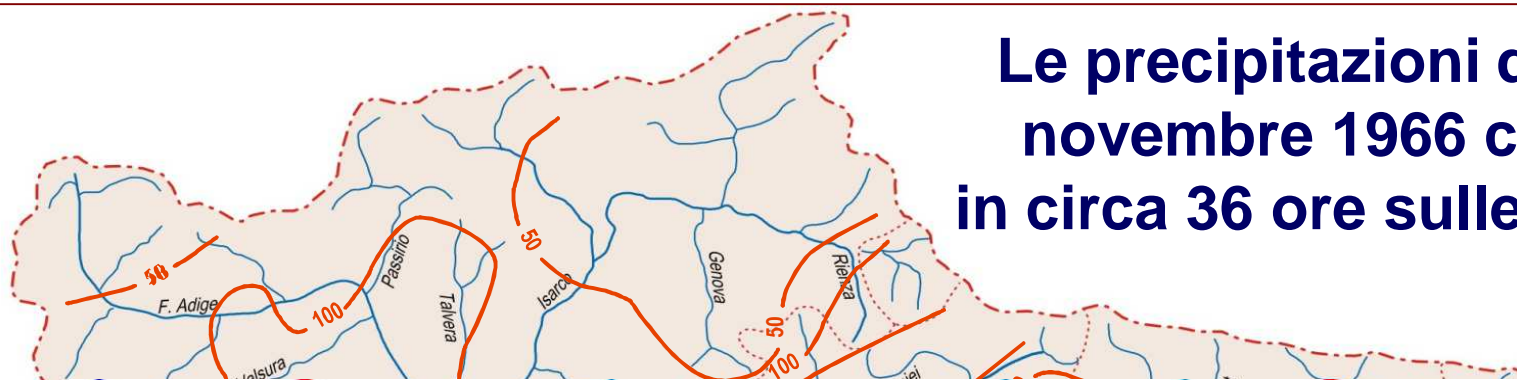 Le precipitazioni
novembre 1966
in circa 36 ore sulle
50
50
F. Adige
100
Passirio
Talvera
Isarco
Genova
Rienza
50
100